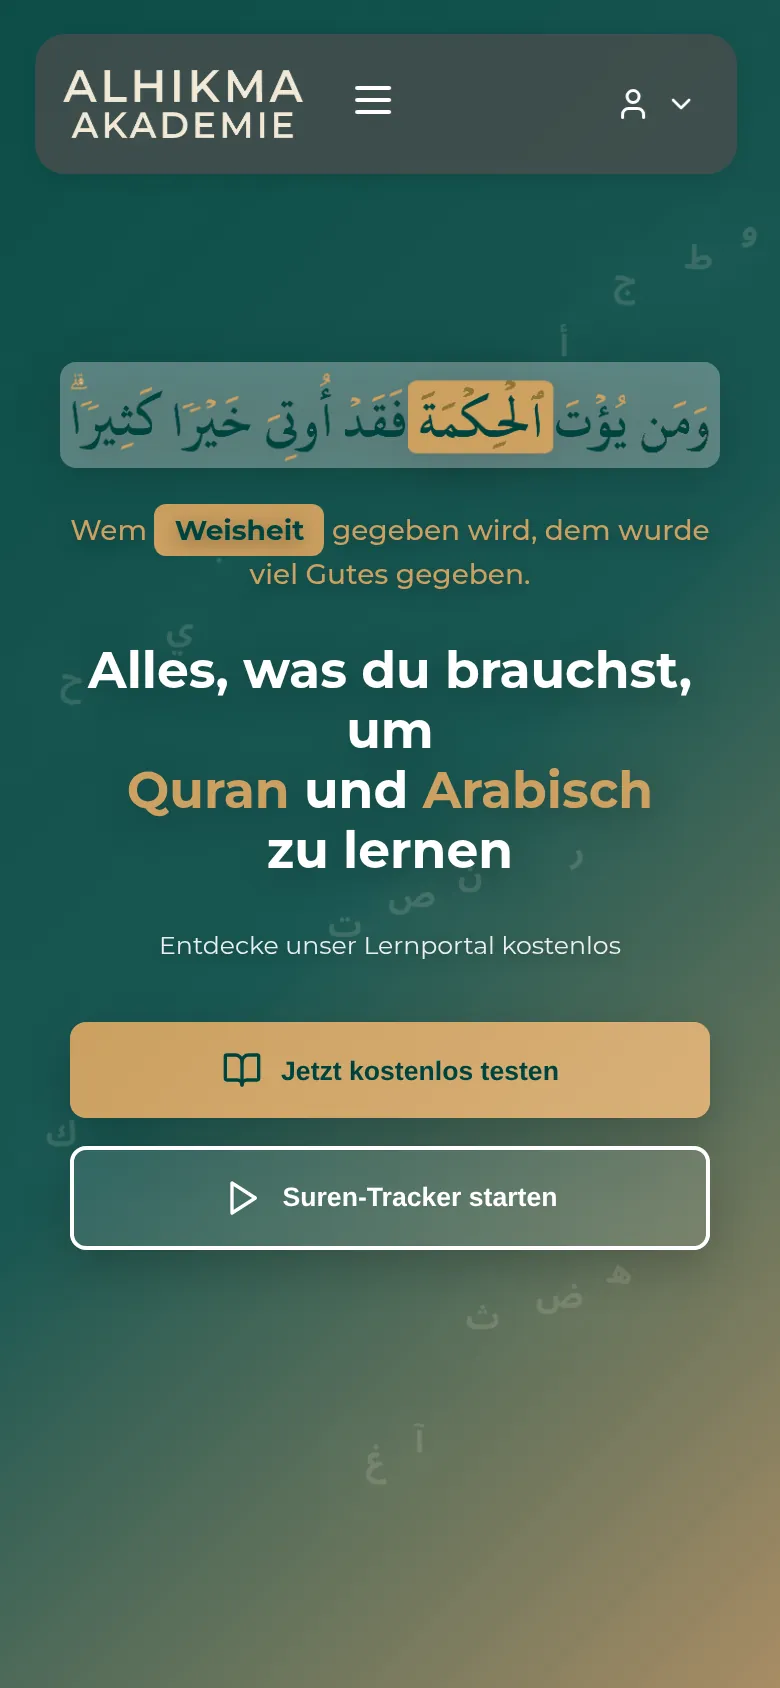 ALHIKMA
AKADEMIE
و
ط
ج
أ
وَمَن يُؤْتَ ٱلْحِكْمَةَ فَقَدْ أُوتِىَ خَيْرًا كَثِيرًا ۗ
Wem Weisheit gegeben wird, dem wurde
viel Gutes gegeben.
ي
ح
Alles, was du brauchst,
um
Quran und Arabisch
zu lernen
ر
ن
ص
ت
Entdecke unser Lernportal kostenlos
Jetzt kostenlos testen
ك
Suren-Tracker starten
ه
ض
ث
آ
غ